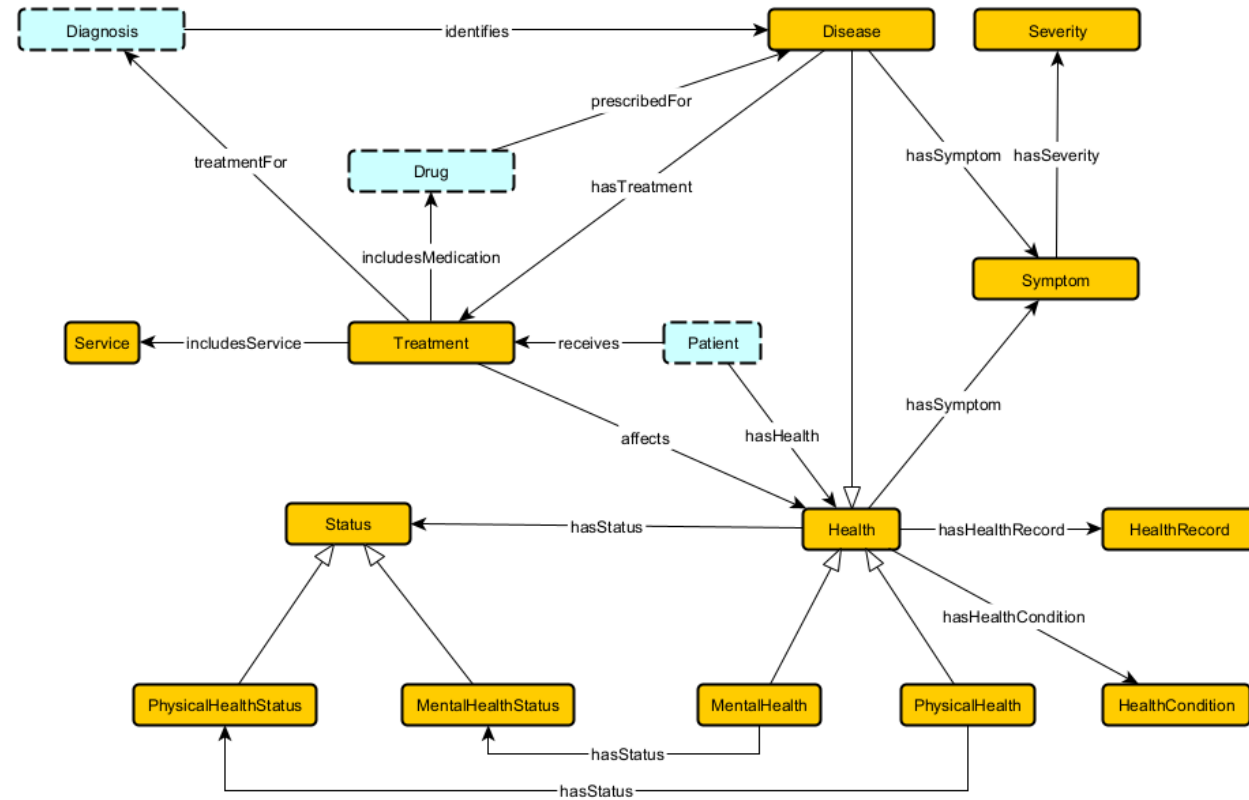 Diagnosis
identifies
Disease
Severity
prescribedFor
treatmentFor
Drug
hasTreatment
hasSymptom
hasSeverity
includesMedication
Symptom
Service
includesService
Treatment
receives
Patient
hasSymptom
affects
hasHealth
Status
hasStatus
Health
hasHealthRecord
HealthRecord
hasHealthCondition
PhysicalHealthStatus
MentalHealthStatus
MentalHealth
PhysicalHealth
HealthCondition
hasStatus
hasStatus